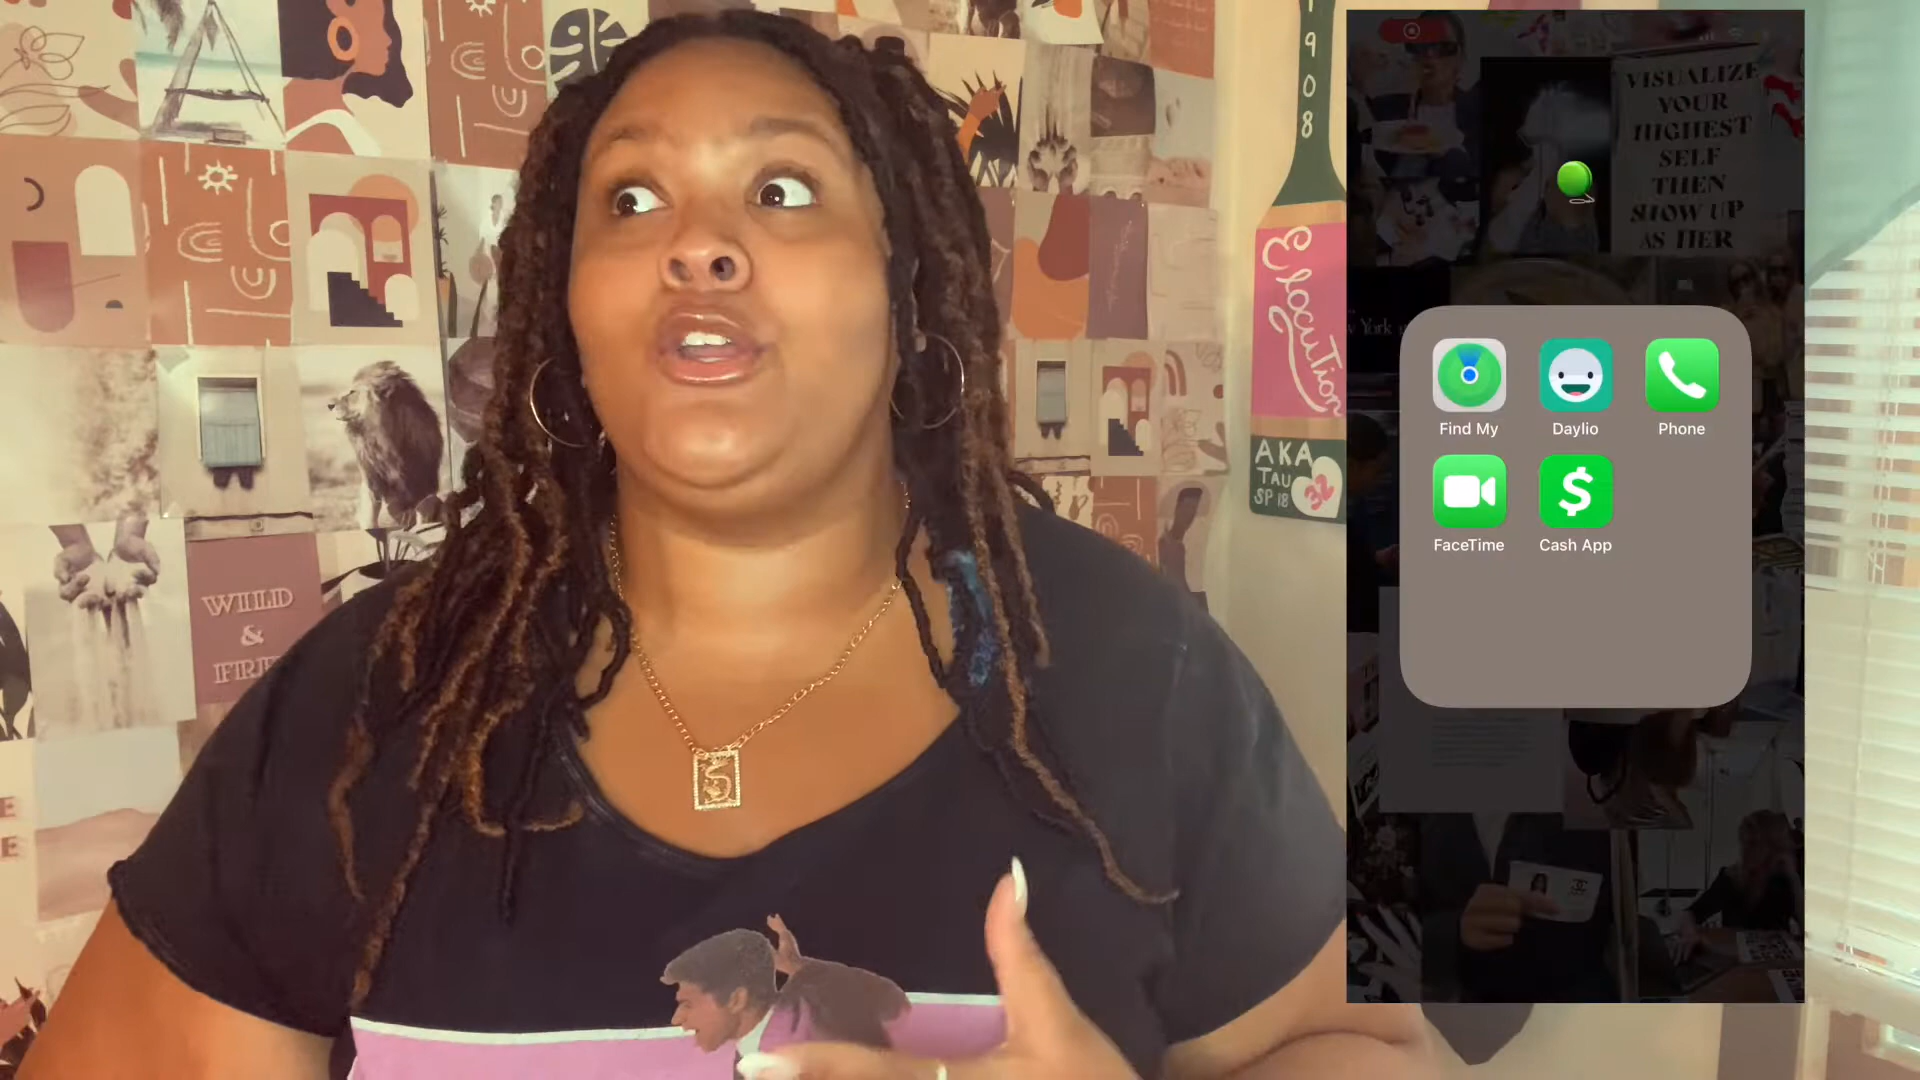 WILD
&
FREE
1908
Elocution
AKA
TAU
SP 18
32
VISUALIZE
YOUR
HIGHEST
SELF
THEN
SHOW UP
AS HER
York
Find My
Daylio
Phone
FaceTime
Cash App
$